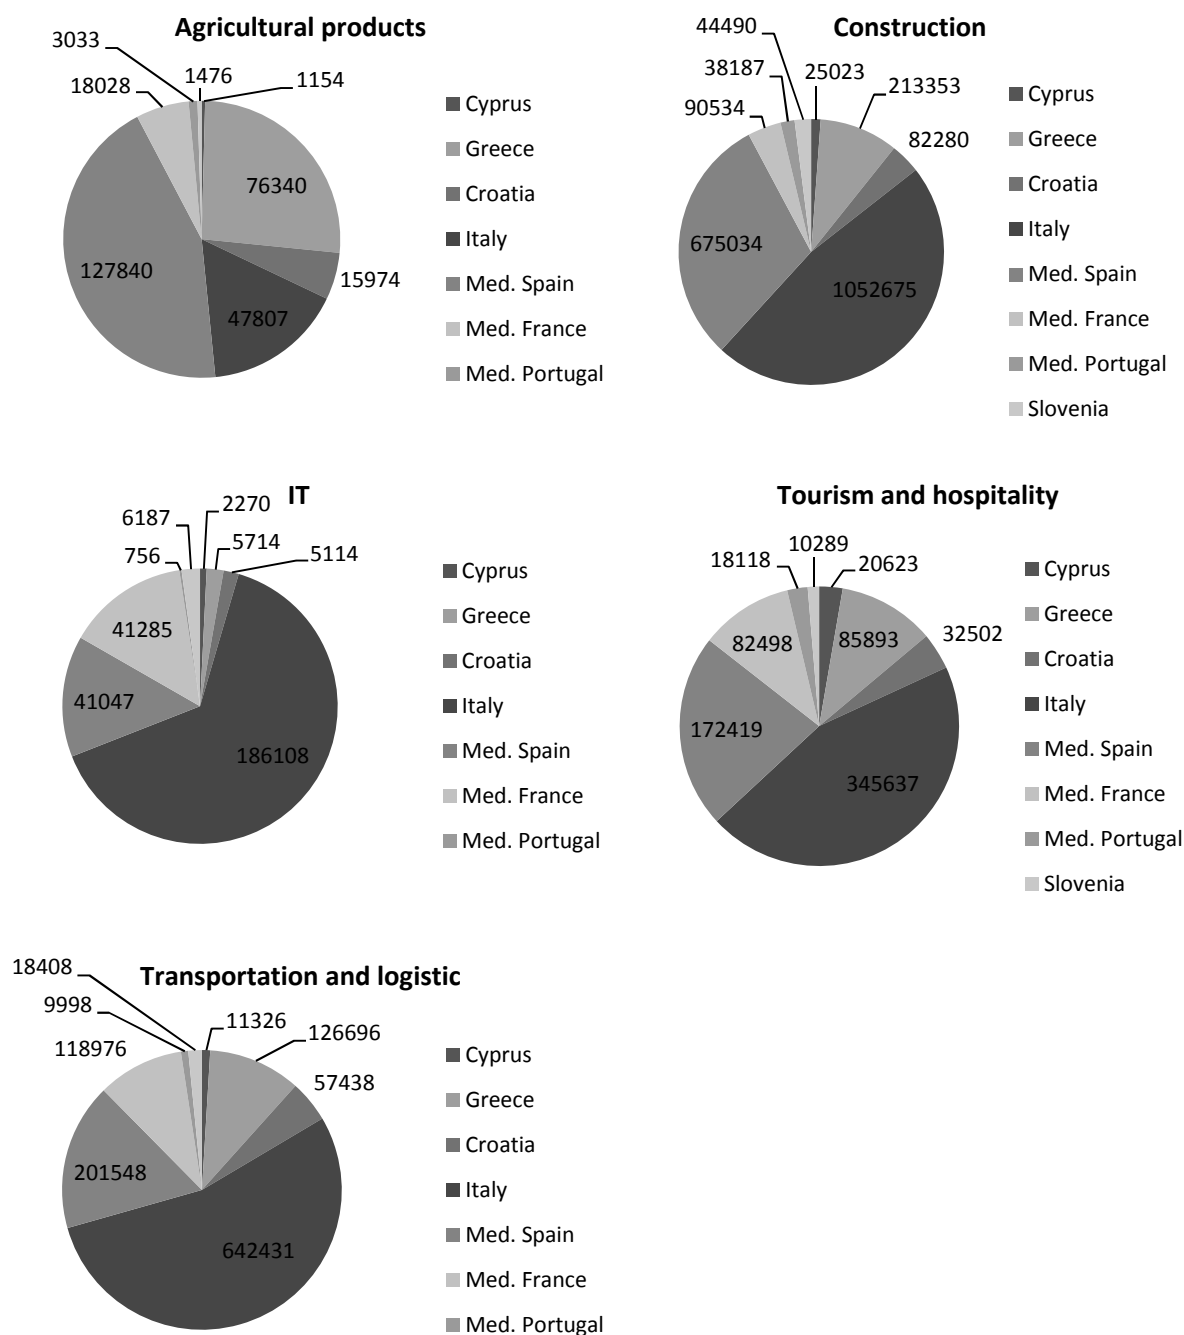 Agricultural products
3033
1476
1154
18028
76340
127840
15974
47807
Cyprus
Greece
Croatia
Italy
Med. Spain
Med. France
Med. Portugal
Construction
44490
38187
25023
213353
90534
82280
675034
1052675
Cyprus
Greece
Croatia
Italy
Med. Spain
Med. France
Med. Portugal
Slovenia
IT
6187
2270
756
5714
5114
41285
41047
186108
Cyprus
Greece
Croatia
Italy
Med. Spain
Med. France
Med. Portugal
Tourism and hospitality
10289
18118
20623
82498
85893
32502
172419
345637
Cyprus
Greece
Croatia
Italy
Med. Spain
Med. France
Med. Portugal
Slovenia
Transportation and logistic
18408
9998
11326
118976
126696
57438
201548
642431
Cyprus
Greece
Croatia
Italy
Med. Spain
Med. France
Med. Portugal